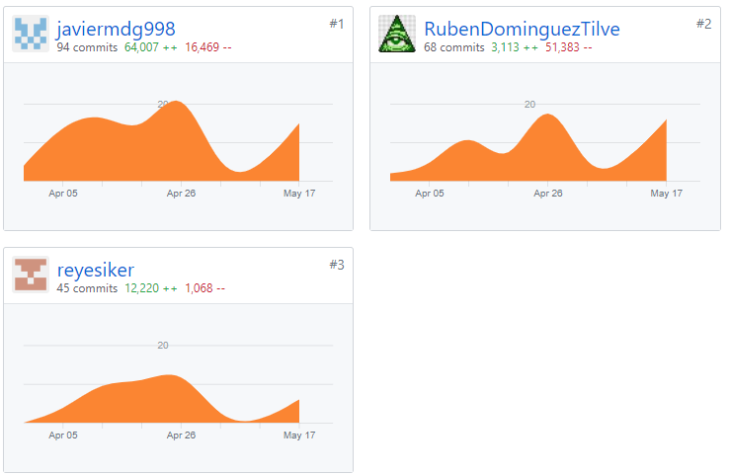 javiermdg998 #1
94 commits 64,007 ++ 16,469 --
20
Apr 05 Apr 26 May 17
RubenDominguezTilve #2
68 commits 3,113 ++ 51,383 --
20
Apr 05 Apr 26 May 17
reyesiker #3
45 commits 12,220 ++ 1,068 --
20
Apr 05 Apr 26 May 17